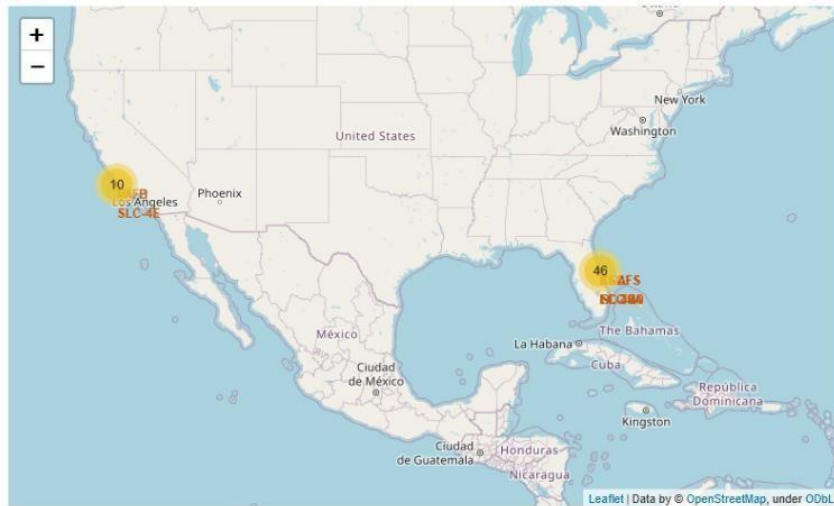 Ottawa
+
−
New York
United States
Washington
10
Phoenix
Los Angeles
SLC-4E
46
The Bahamas
México
La Habana
Cuba
Ciudad
de México
República
Dominicana
Kingston
Ciudad
de Guatemala
Honduras
Nicaragua
Leaflet | Data by © OpenStreetMap, under ODbL